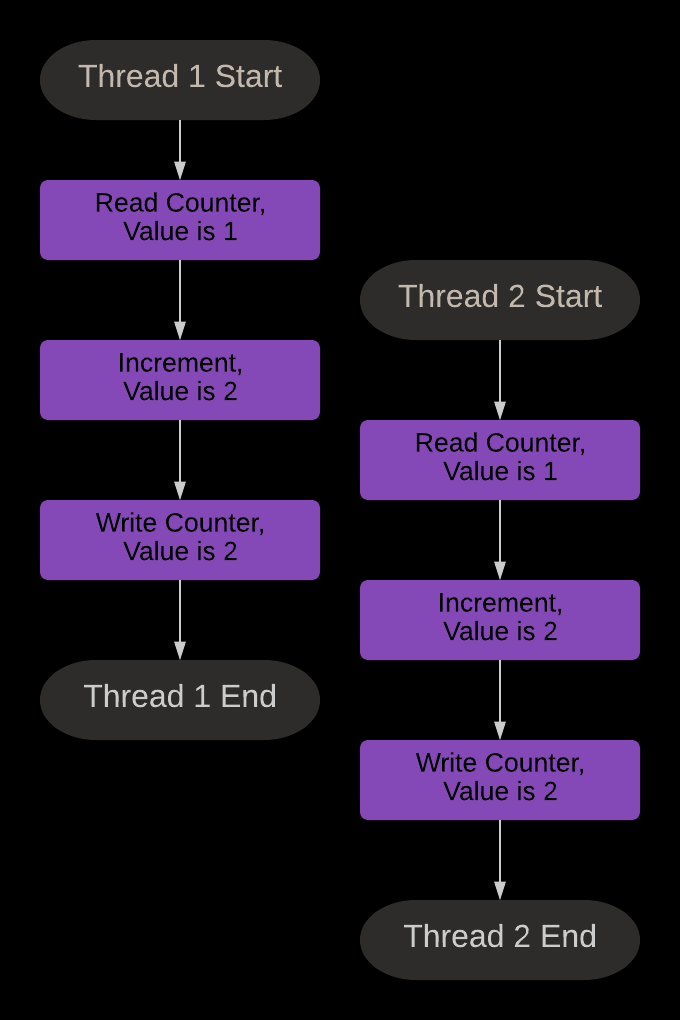 Thread 1 Start
Read Counter,
Value is 1
Increment,
Value is 2
Write Counter,
Value is 2
Thread 1 End
Thread 2 Start
Read Counter,
Value is 1
Increment,
Value is 2
Write Counter,
Value is 2
Thread 2 End